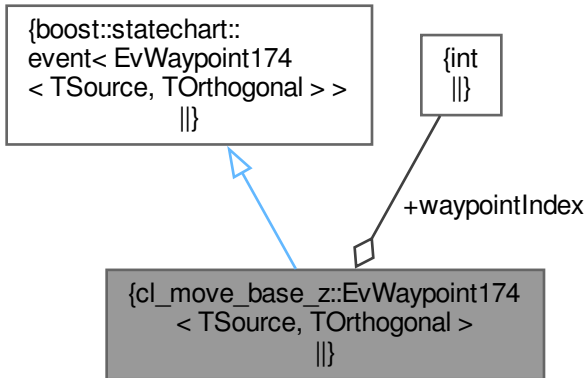 {boost::statechart::
event< EvWaypoint174
< TSource, TOrthogonal > >
||}
{int
||}
+waypointIndex
{cl_move_base_z::EvWaypoint174
< TSource, TOrthogonal >
||}